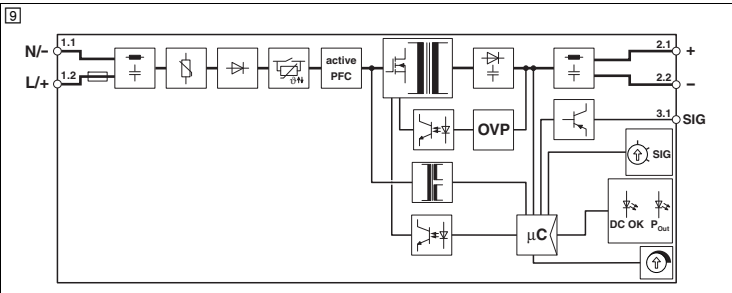 9
N/-
1.1
L/+
1.2
active
PFC
2.1
+
2.2
–
OVP
3.1
SIG
SIG
µC
DC OK
P Out
ϑ